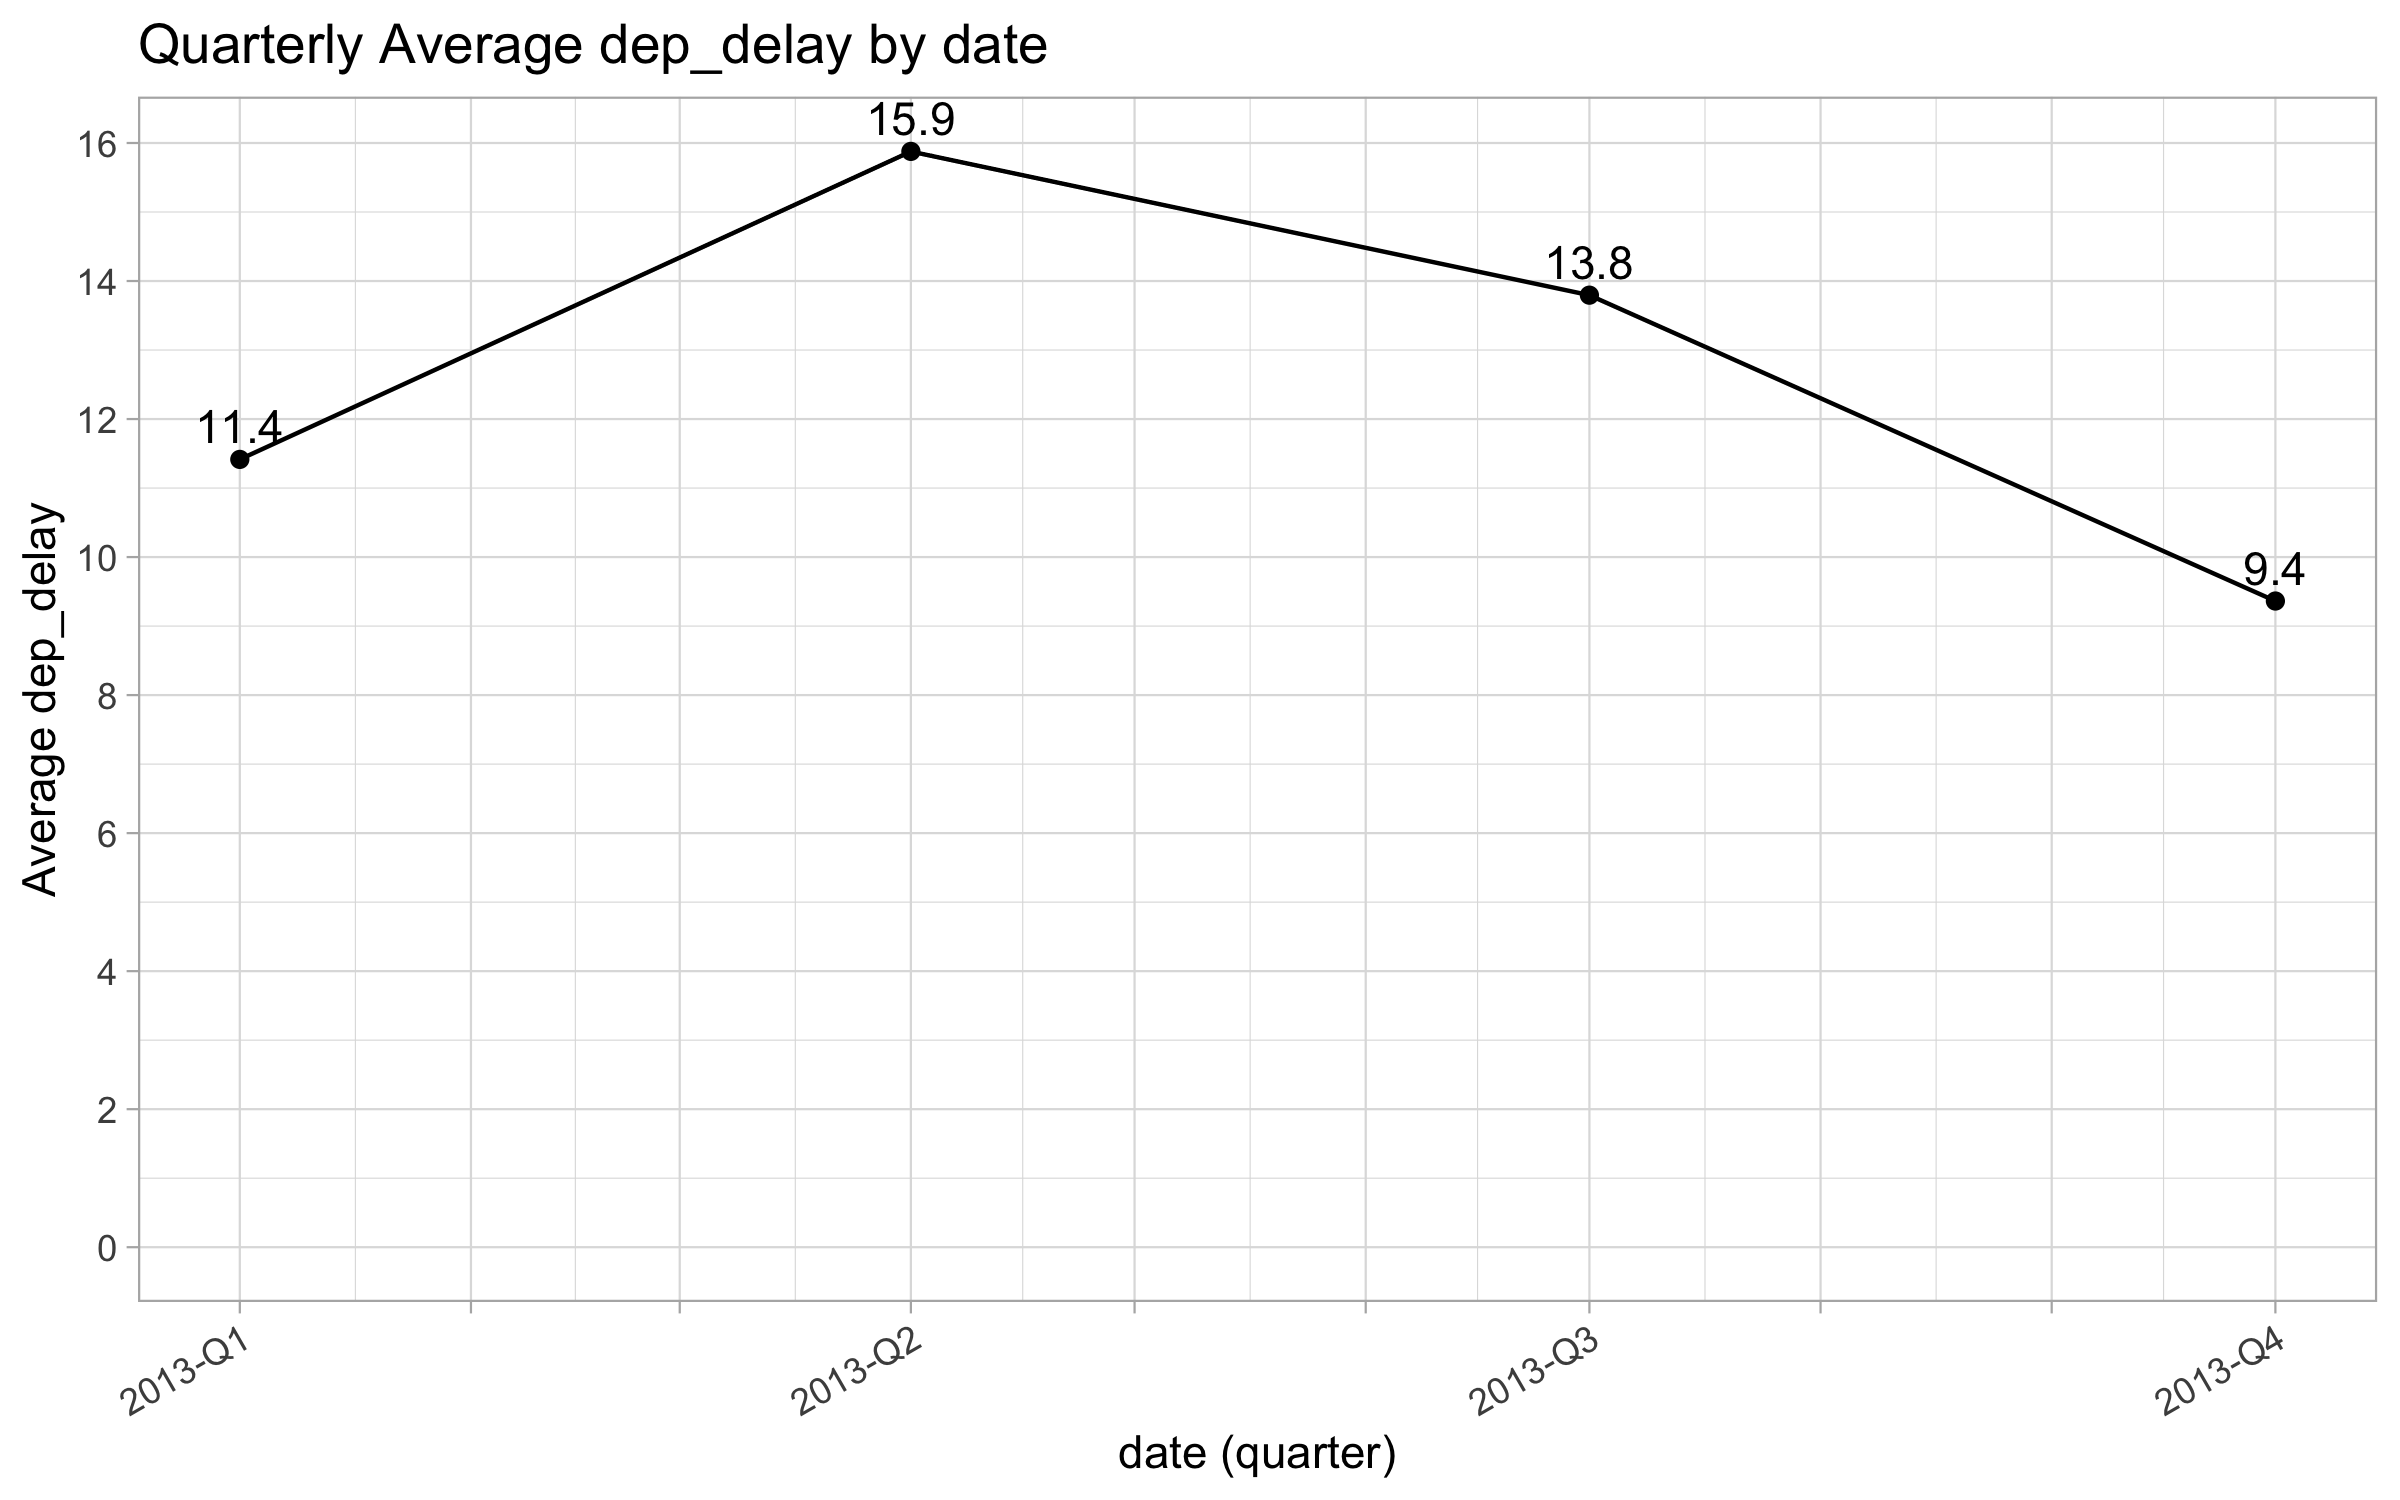 Quarterly Average dep_delay by date
15.9
16
13.8
14
11.4
12
10
9.4
8
6
4
2
0
Average dep_delay
2013-Q1
2013-Q2
2013-Q3
2013-Q4
date (quarter)